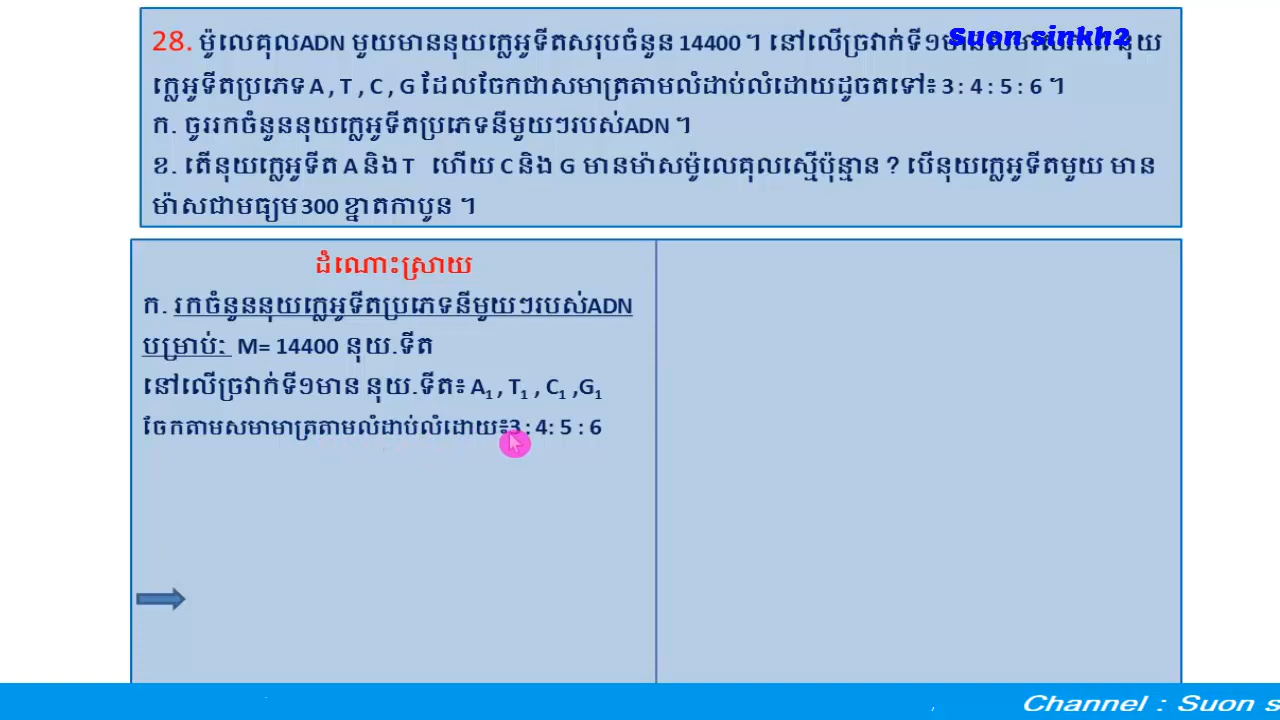 Suon sinkh2
28. ម៉ូលេគុលADN មួយមាននុយក្លេអូទីតសរុបចំនួន 14400 ។ នៅលើច្រវាក់ទី១ នុយ
ក្លេអូទីតប្រភេទ A , T , C , G ដែលចែកជាសមាត្រតាមលំដាប់លំដោយដូចតទៅ៖ 3 : 4 : 5 : 6 ។
ក. ចូររកចំនួននុយក្លេអូទីតប្រភេទនីមួយៗរបស់ADN ។
ខ. តើនុយក្លេអូទីត A និង T ហើយ C និង G មានម៉ាសម៉ូលេគុលស្មើប៉ុន្មាន ? បើនុយក្លេអូទីតមួយ មាន
ម៉ាសជាមធ្យម300 ខ្នាតកាបូន ។
ដំណោះស្រាយ
ក. រកចំនួននុយក្លេអូទីតប្រភេទនីមួយៗរបស់ADN
បម្រាប់: M= 14400 នុយ.ទីត
នៅលើច្រវាក់ទី១មាន នុយ.ទីត៖ A₁ , T₁ , C₁ ,G₁
ចែកតាមសមាមាត្រតាមលំដាប់លំដោយ៖3 : 4: 5 : 6
Channel : Suon s